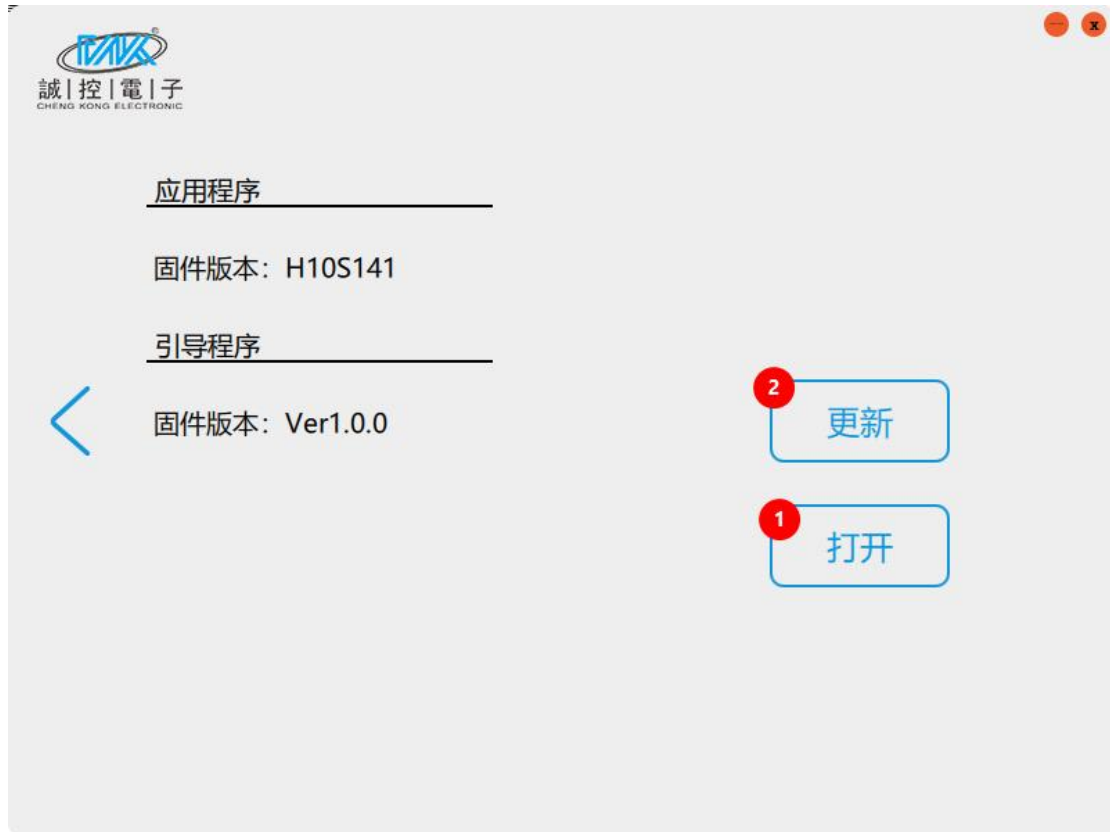 誠|控|電|子
CHENG KONG ELECTRONIC
x
应用程序
固件版本：H10S141
引导程序
固件版本：Ver1.0.0
2
更新
1
打开